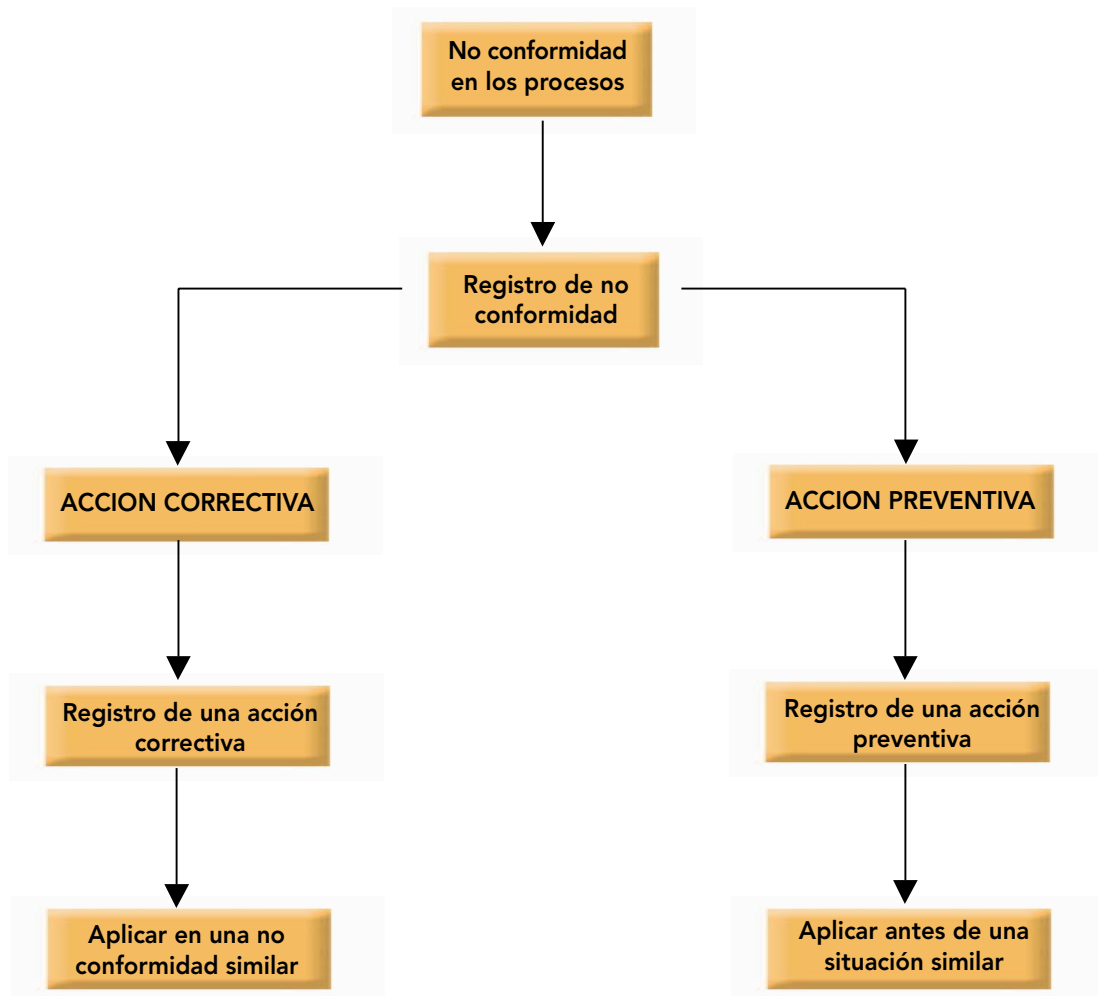 No conformidad
en los procesos
Registro de no
conformidad
ACCION CORRECTIVA
ACCION PREVENTIVA
Registro de una acción
correctiva
Registro de una acción
preventiva
Aplicar en una no
conformidad similar
Aplicar antes de una
situación similar